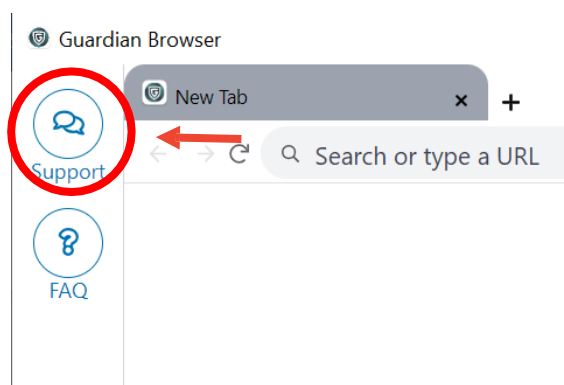 Guardian Browser
New Tab
Search or type a URL
Support
FAQ